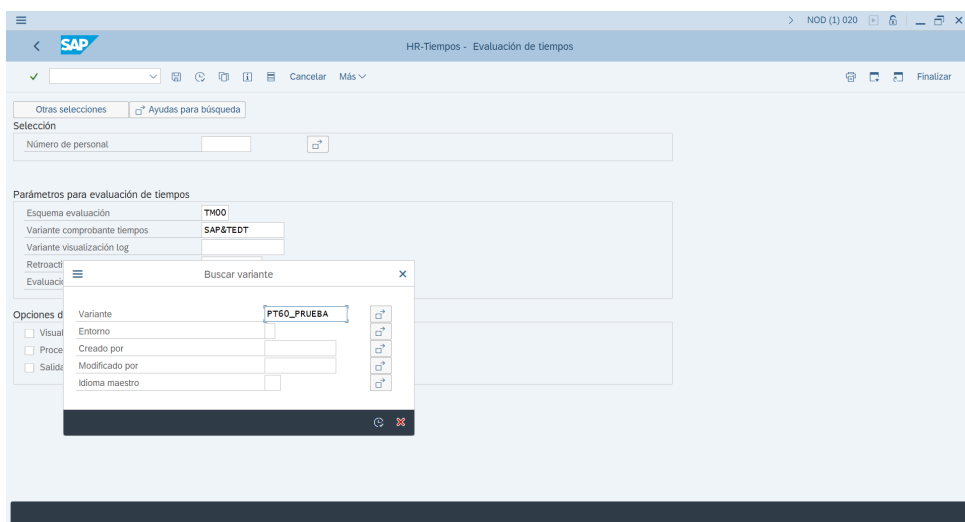 NOD (1) 020
SAP
HR-Tiempos - Evaluación de tiempos
Cancelar Más
Finalizar
Otras selecciones
Ayudas para búsqueda
Selección
Número de personal
Parámetros para evaluación de tiempos
Esquema evaluación TM00
Variante comprobante tiempos SAP&TEDT
Variante visualización log
Retroacti
Evaluació
Buscar variante
Opciones d
Variante PT60_PRUEBA
Visual
Entorno
Proce
Creado por
Salida
Modificado por
Idioma maestro